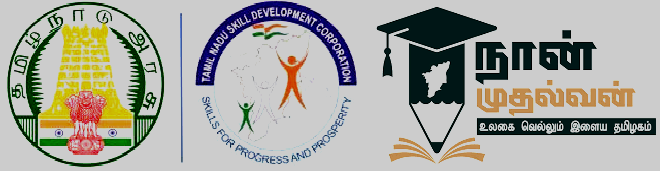 தமிழ்நாடு அரசு
TAMIL NADU SKILL DEVELOPMENT CORPORATION
SKILLS FOR PROGRESS AND PROSPERITY
நான்
முதல்வன்
உலகை வெல்லும் இளைய தமிழகம்